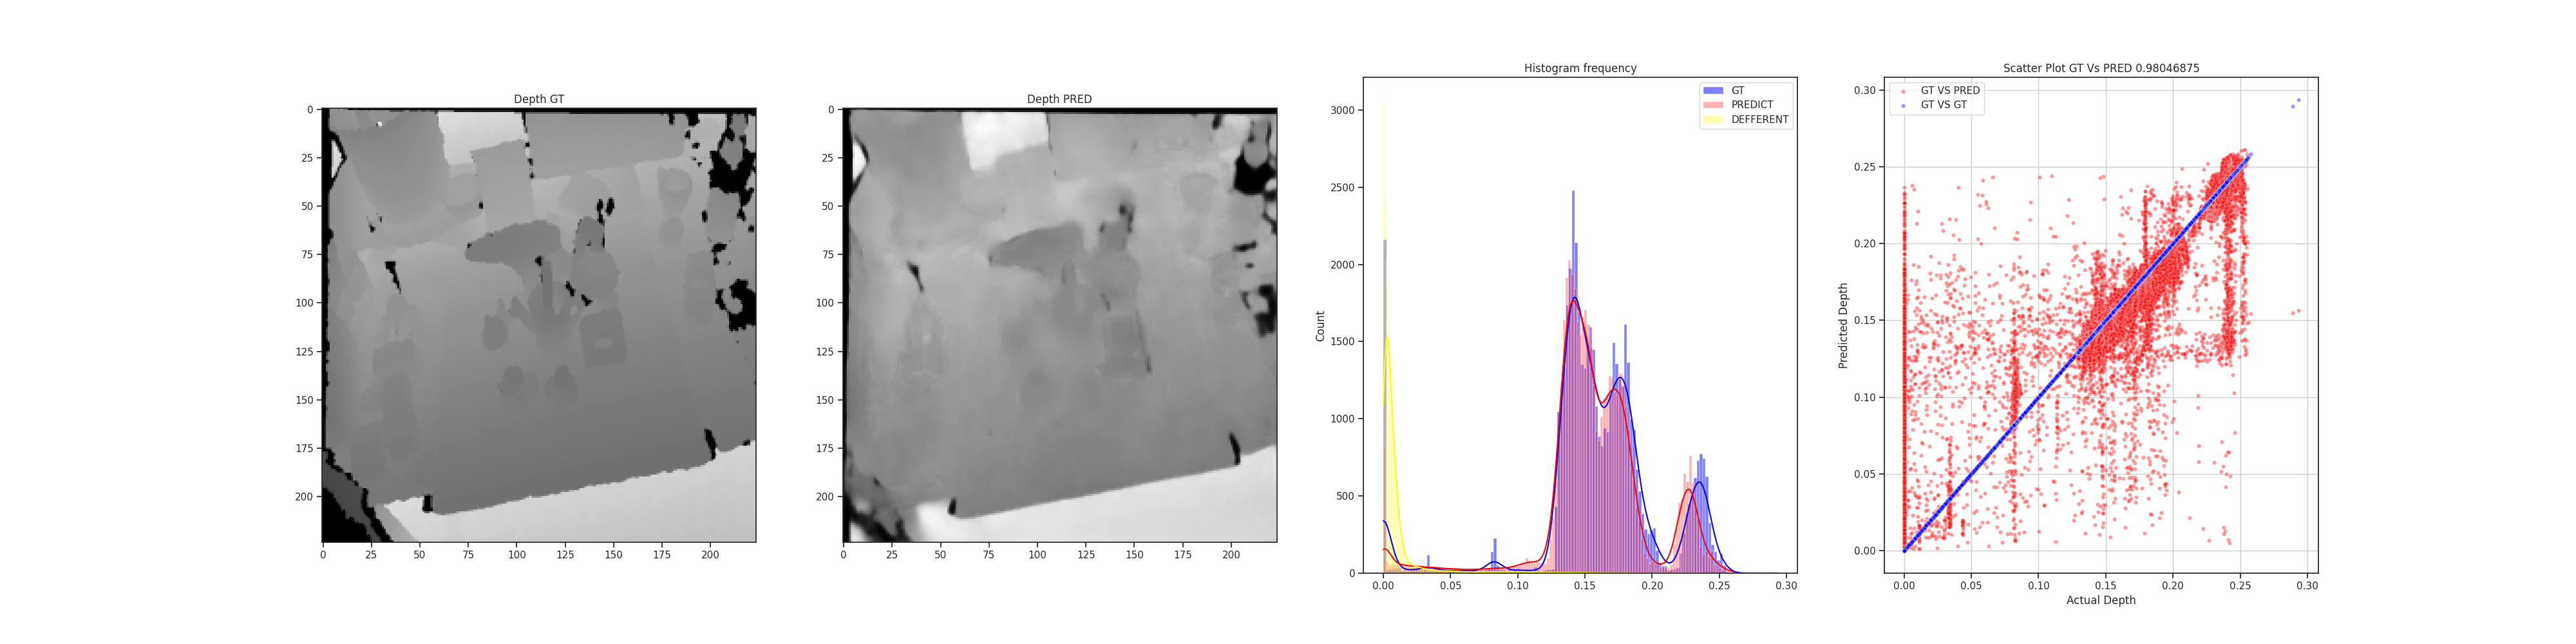 Depth GT
0
25
50
75
100
125
150
175
200
0 25 50 75 100 125 150 175 200
Depth PRED
0
25
50
75
100
125
150
175
200
0 25 50 75 100 125 150 175 200
Histogram frequency
GT
PREDICT
DEFFERENT
Count
3000
2500
2000
1500
1000
500
0
0.00 0.05 0.10 0.15 0.20 0.25 0.30
Scatter Plot GT Vs PRED 0.98046875
GT VS PRED
GT VS GT
Predicted Depth
0.30
0.25
0.20
0.15
0.10
0.05
0.00
0.00 0.05 0.10 0.15 0.20 0.25 0.30
Actual Depth